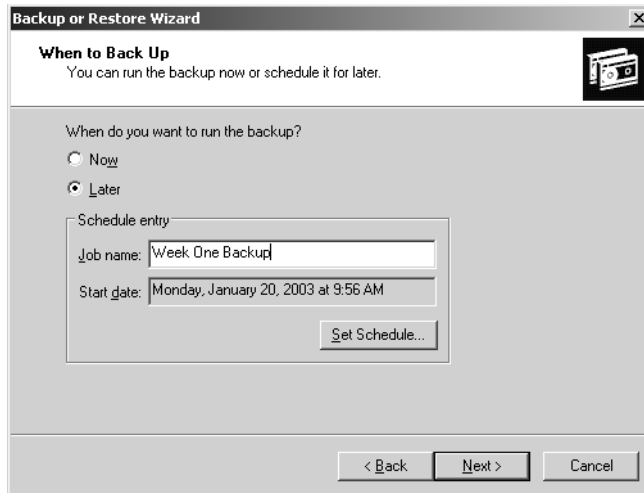 Backup or Restore Wizard
When to Back Up
You can run the backup now or schedule it for later.
When do you want to run the backup?
Now
Later
Schedule entry
Job name: Week One Backup
Start date: Monday, January 20, 2003 at 9:56 AM
Set Schedule...
< Back Next > Cancel